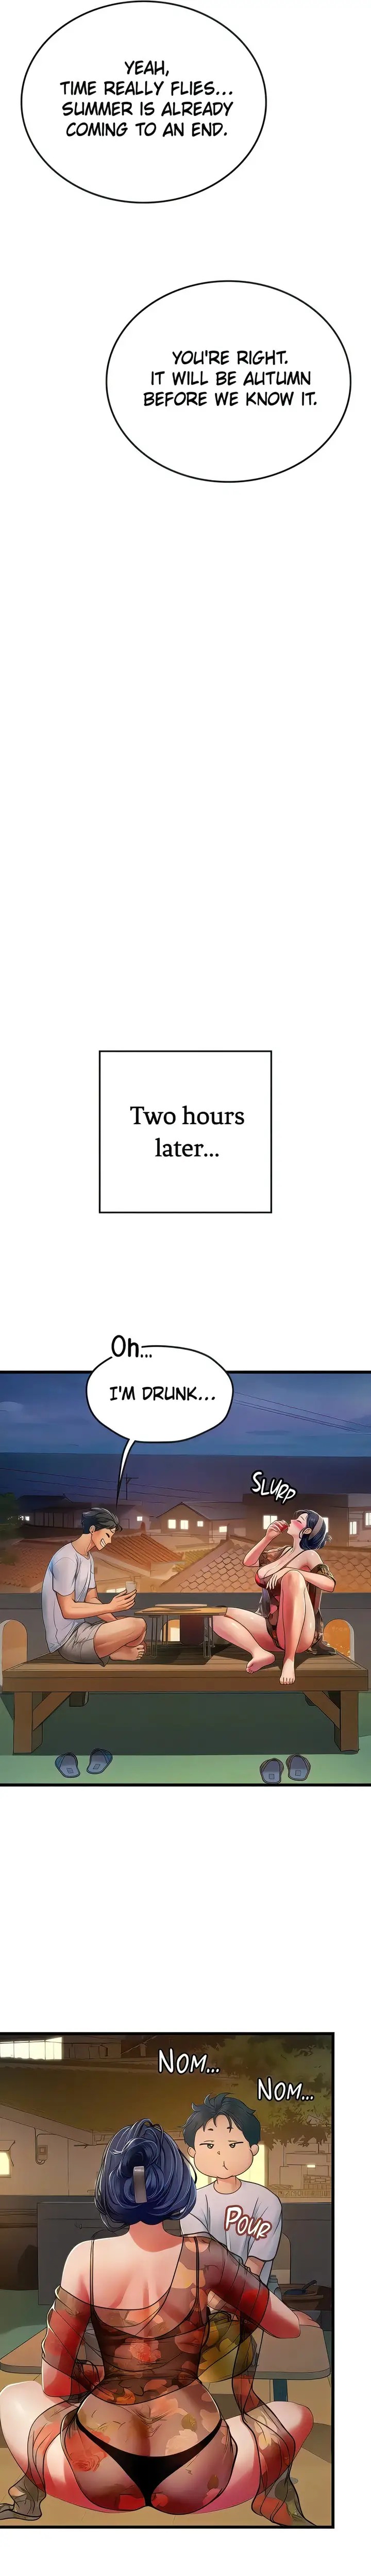 YEAH,
TIME REALLY FLIES...
SUMMER IS ALREADY
COMING TO AN END.
YOU'RE RIGHT.
IT WILL BE AUTUMN
BEFORE WE KNOW IT.
Two hours
later...
Oh...
I'M DRUNK...
SLURP
NOM...
NOM...
POUR